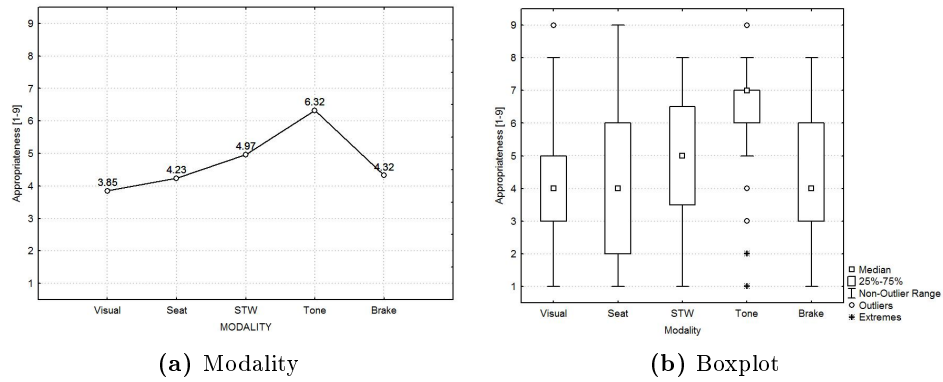 9
8
7
6
5
4
3
2
1
Appropriateness [1-9]
3.85
4.23
4.97
6.32
4.32
Visual Seat STW Tone Brake
MODALITY
(a) Modality
9
8
7
6
5
4
3
2
1
Appropriateness [1-9]
Visual Seat STW Tone Brake
Modality
Median
25%-75%
Non-Outlier Range
Outliers
Extremes
(b) Boxplot